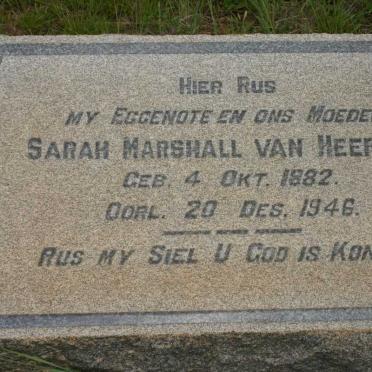 HIER RUS
MY EGGENOTE EN ONS MOEDE
SARAH MARSHALL VAN HEER
GEB. 4 OKT. 1882.
OORL. 20 DES. 1946.
RUS MY SIEL U GOD IS KON